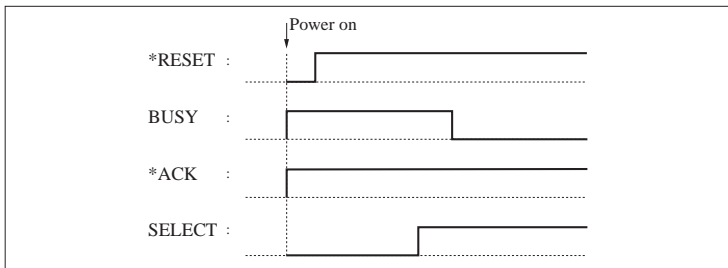 Power on
*RESET :
BUSY :
*ACK :
SELECT :